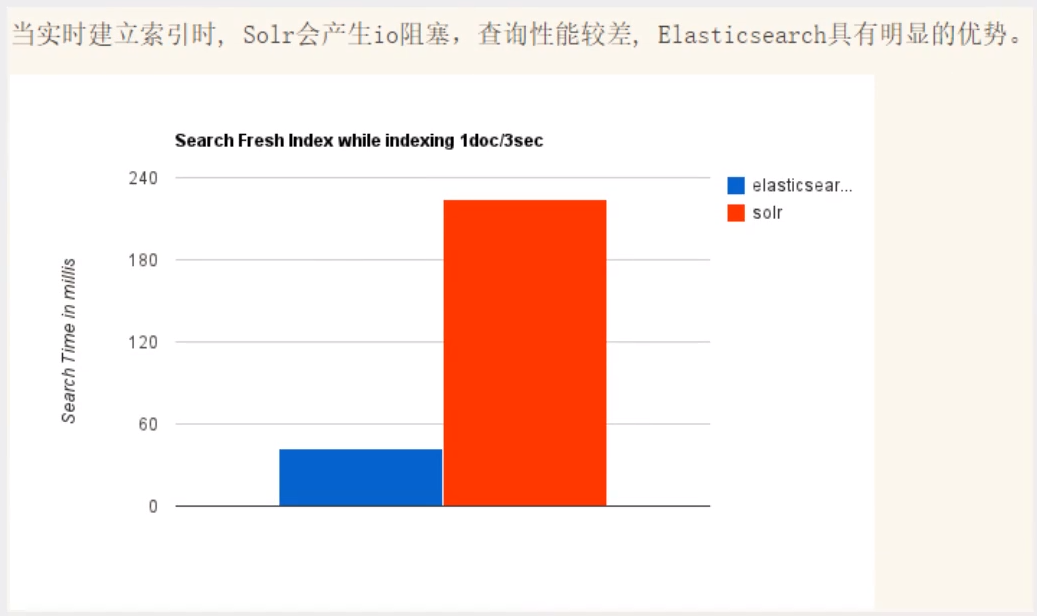 当实时建立索引时, Solr会产生io阻塞，查询性能较差, Elasticsearch具有明显的优势。
Search Fresh Index while indexing 1doc/3sec
240
180
120
60
0
Search Time in millis
elasticsear...
solr